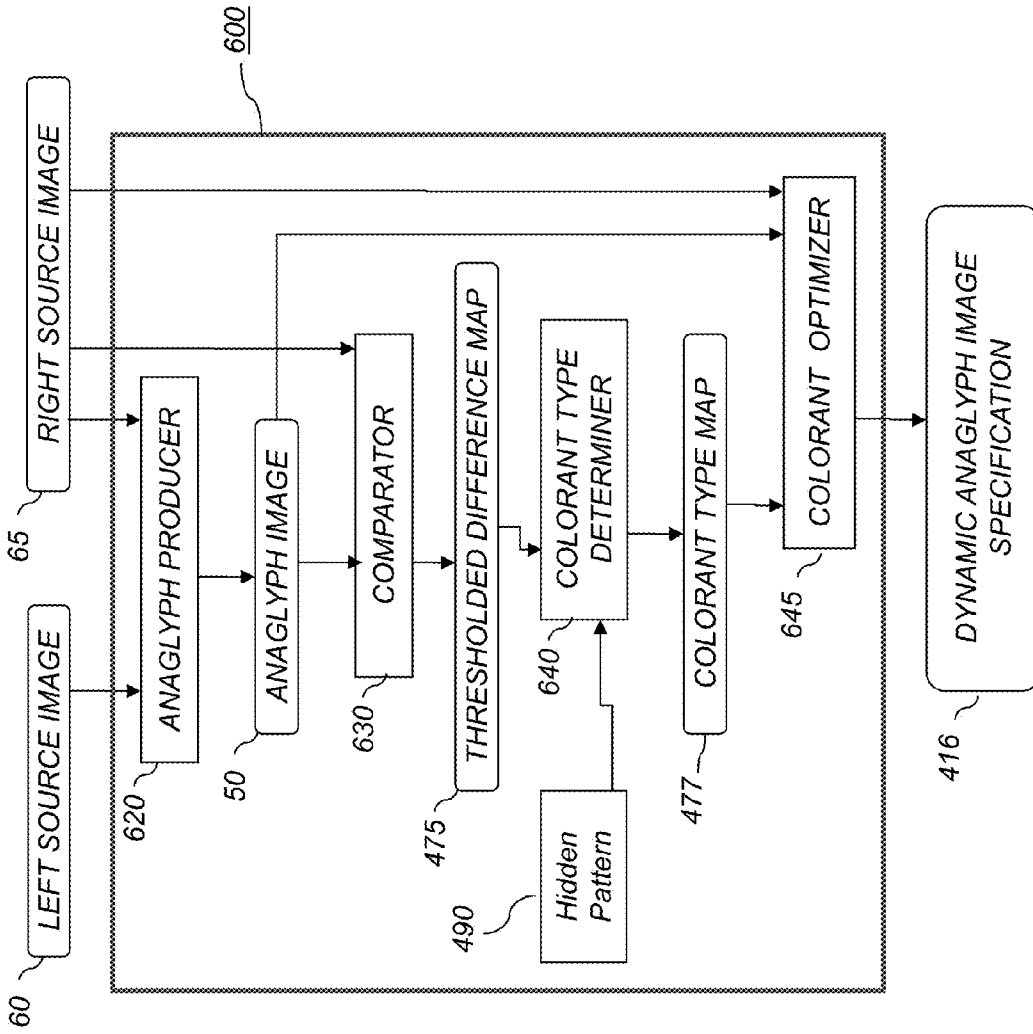 60
LEFT SOURCE IMAGE
65
RIGHT SOURCE IMAGE
600
620
ANAGLYPH PRODUCER
50
ANAGLYPH IMAGE
630
COMPARATOR
475
THRESHOLDED DIFFERENCE MAP
490
Hidden
Pattern
640
COLORANT TYPE
DETERMINER
477
COLORANT TYPE MAP
645
COLORANT OPTIMIZER
416
DYNAMIC ANAGLYPH IMAGE
SPECIFICATION